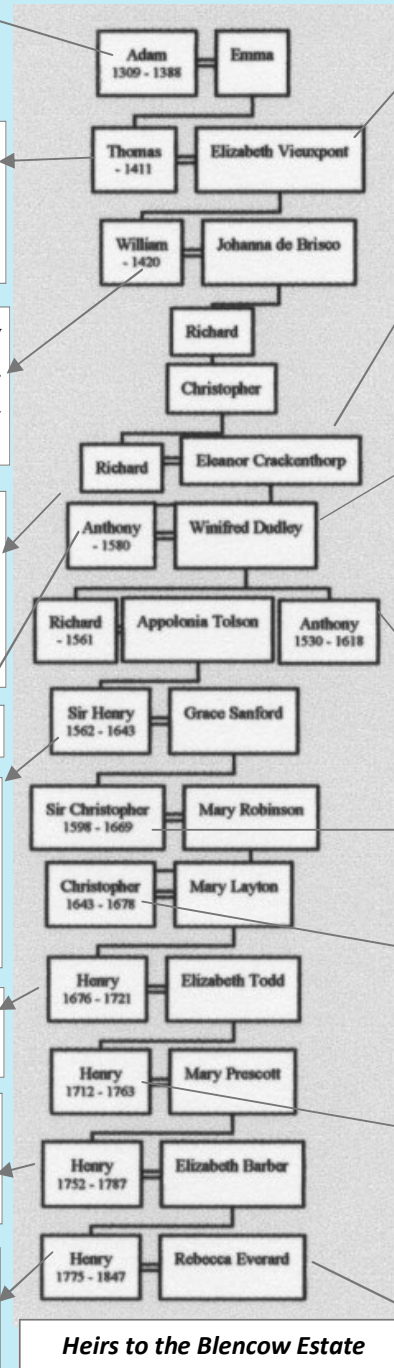 Adam
1309 - 1388
Emma
Thomas
- 1411
Elizabeth Vieuxpont
William
- 1420
Johanna de Brisco
Richard
Christopher
Richard
Eleanor Crackenthorp
Anthony
- 1580
Winifred Dudley
Richard
- 1561
Appolonia Tolson
Anthony
1530 - 1618
Sir Henry
1562 - 1643
Grace Sanford
Sir Christopher
1598 - 1669
Mary Robinson
Christopher
1643 - 1678
Mary Layton
Henry
1676 - 1721
Elizabeth Todd
Henry
1712 - 1763
Mary Prescott
Henry
1752 - 1787
Elizabeth Barber
Henry
1775 - 1847
Rebecca Everard
Heirs to the Blencow Estate